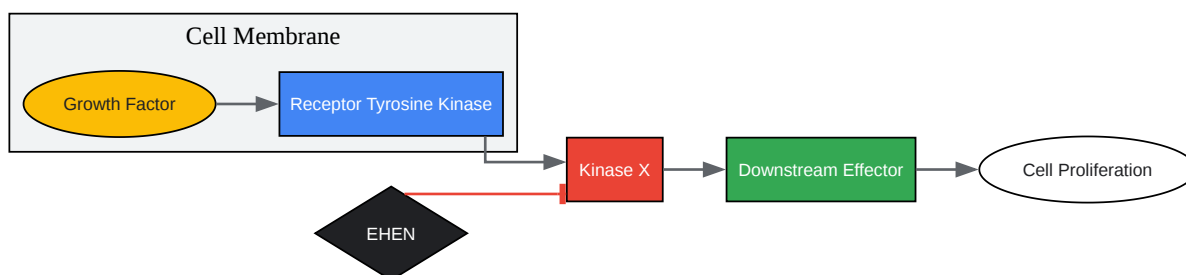 Cell Membrane
Growth Factor
Receptor Tyrosine Kinase
Kinase X
Downstream Effector
Cell Proliferation
EHEN